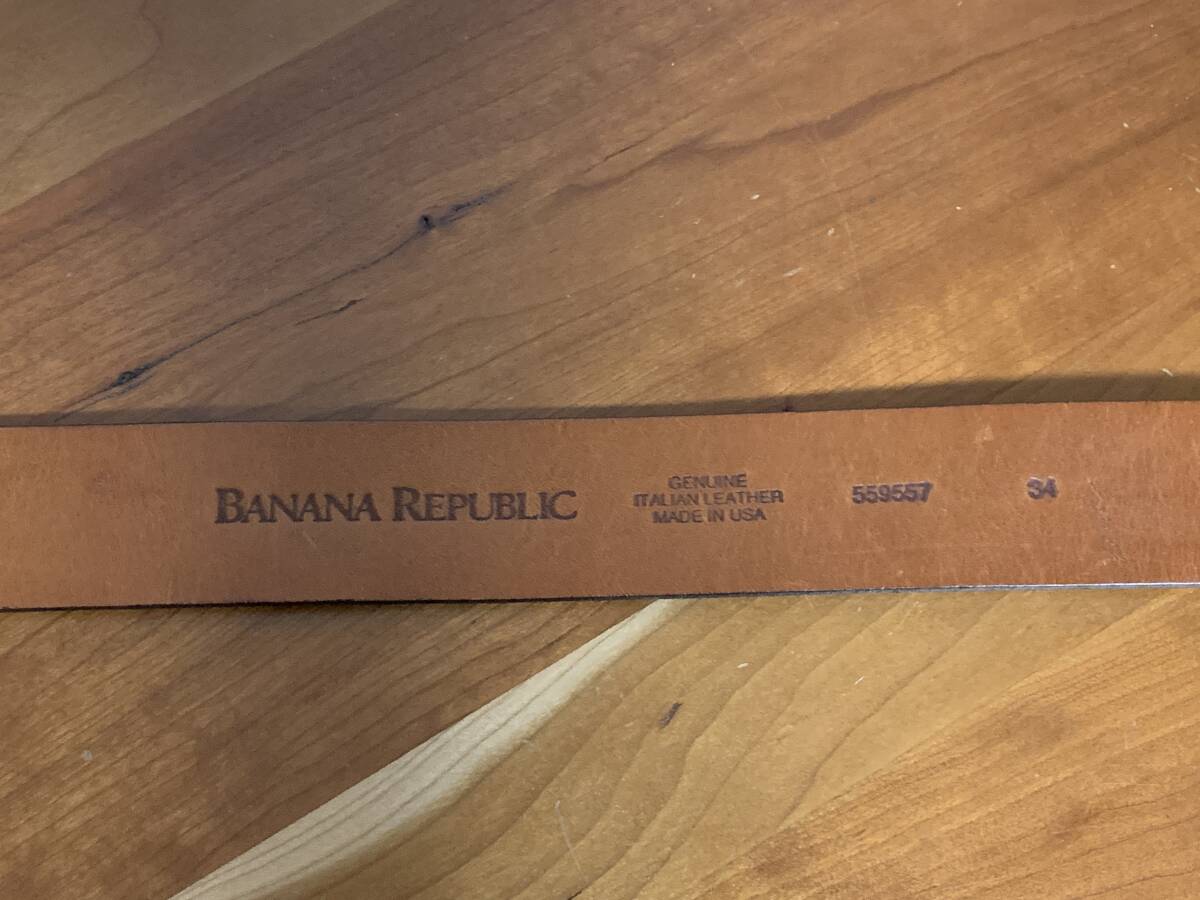 BANANA REPUBLIC
GENUINE
ITALIAN LEATHER
MADE IN USA
559557
34